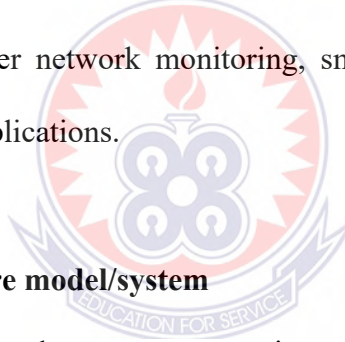 er network monitoring, sm
plications.
re model/system
EDUCATION FOR SERVICE